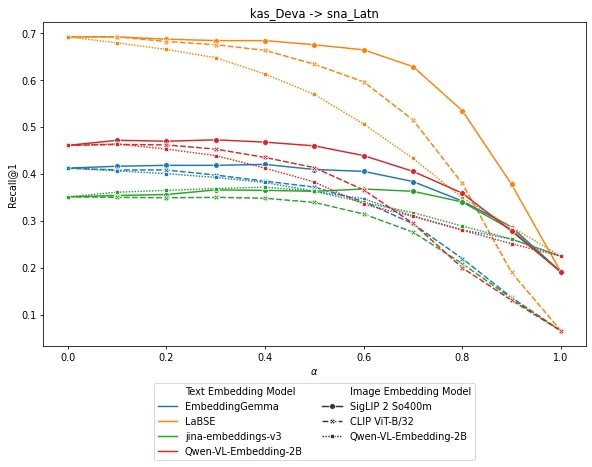 kas_Deva -> sna_Latn
Recall@1
0.7
0.6
0.5
0.4
0.3
0.2
0.1
0.0 0.2 0.4 0.6 0.8 1.0
α
Text Embedding Model Image Embedding Model
EmbeddingGemma SigLIP 2 So400m
LaBSE CLIP ViT-B/32
jina-embeddings-v3 Qwen-VL-Embedding-2B
Qwen-VL-Embedding-2B